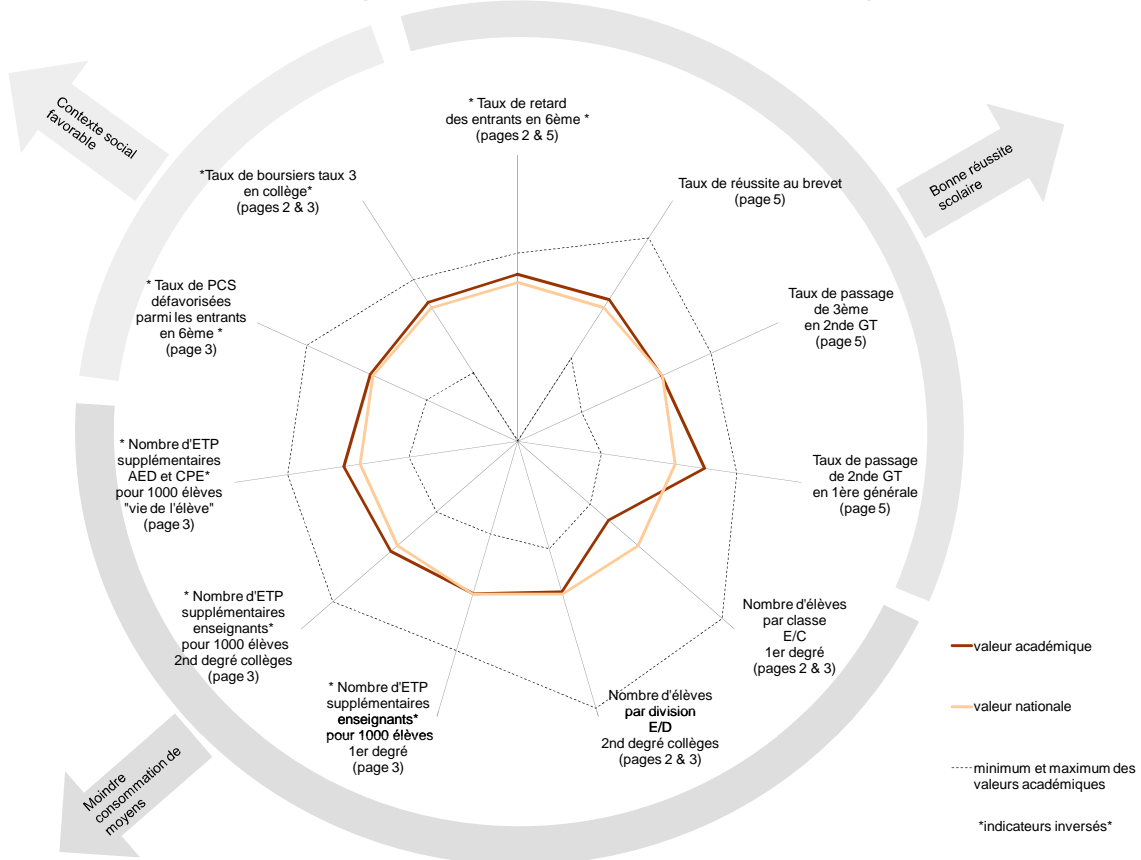 * Taux de retard
des entrants en 6ème *
(pages 2 & 5)
Taux de réussite au brevet
(page 5)
Taux de passage
de 3ème
en 2nde GT
(page 5)
Taux de passage
de 2nde GT
en 1ère générale
(page 5)
Nombre d'élèves
par classe
E/C
1er degré
(pages 2 & 3)
Nombre d'élèves
par division
E/D
2nd degré collèges
(pages 2 & 3)
* Nombre d'ETP
supplémentaires
enseignants*
pour 1000 élèves
1er degré
(page 3)
* Nombre d'ETP
supplémentaires
enseignants*
pour 1000 élèves
2nd degré collèges
(page 3)
* Nombre d'ETP
supplémentaires
AED et CPE*
pour 1000 élèves
"vie de l'élève"
(page 3)
* Taux de PCS
défavorisées
parmi les entrants
en 6ème *
(page 3)
*Taux de boursiers taux 3
en collège*
(pages 2 & 3)
Contexte social
favorable
Bonne réussite
scolaire
Moindre
consommation de
moyens
valeur académique
valeur nationale
minimum et maximum des
valeurs académiques
*indicateurs inversés*